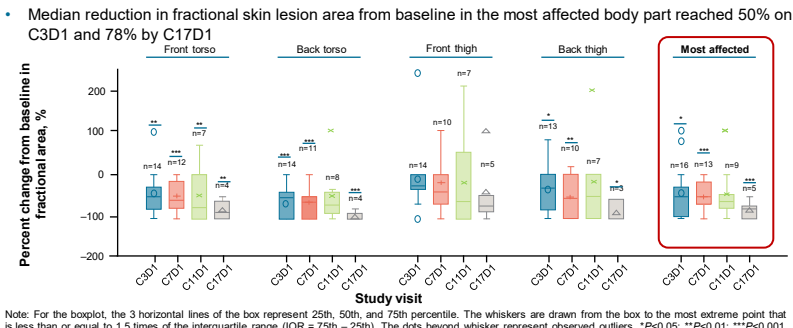 • Median reduction in fractional skin lesion area from baseline in the most affected body part reached 50% on
C3D1 and 78% by C17D1
Front torso Back torso Front thigh Back thigh Most affected
Percent change from baseline in
fractional area, %
200
100
0
−100
−200
** n=14
*** n=12
** n=7
** n=4
*** n=14
*** n=11
n=8
*** n=4
n=14
n=10
n=7
n=5
* n=13
** n=10
n=7
* n=3
* n=16
*** n=13
n=9
*** n=5
C3D1 C7D1 C11D1 C17D1 C3D1 C7D1 C11D1 C17D1 C3D1 C7D1 C11D1 C17D1 C3D1 C7D1 C11D1 C17D1 C3D1 C7D1 C11D1 C17D1
Study visit
Note: For the boxplot, the 3 horizontal lines of the box represent 25th, 50th, and 75th percentile. The whiskers are drawn from the box to the most extreme point that
is less than or equal to 1.5 times of the interquartile range (IQR = 75th – 25th). The dots beyond whisker represent observed outliers. *P<0.05; **P<0.01; ***P<0.001